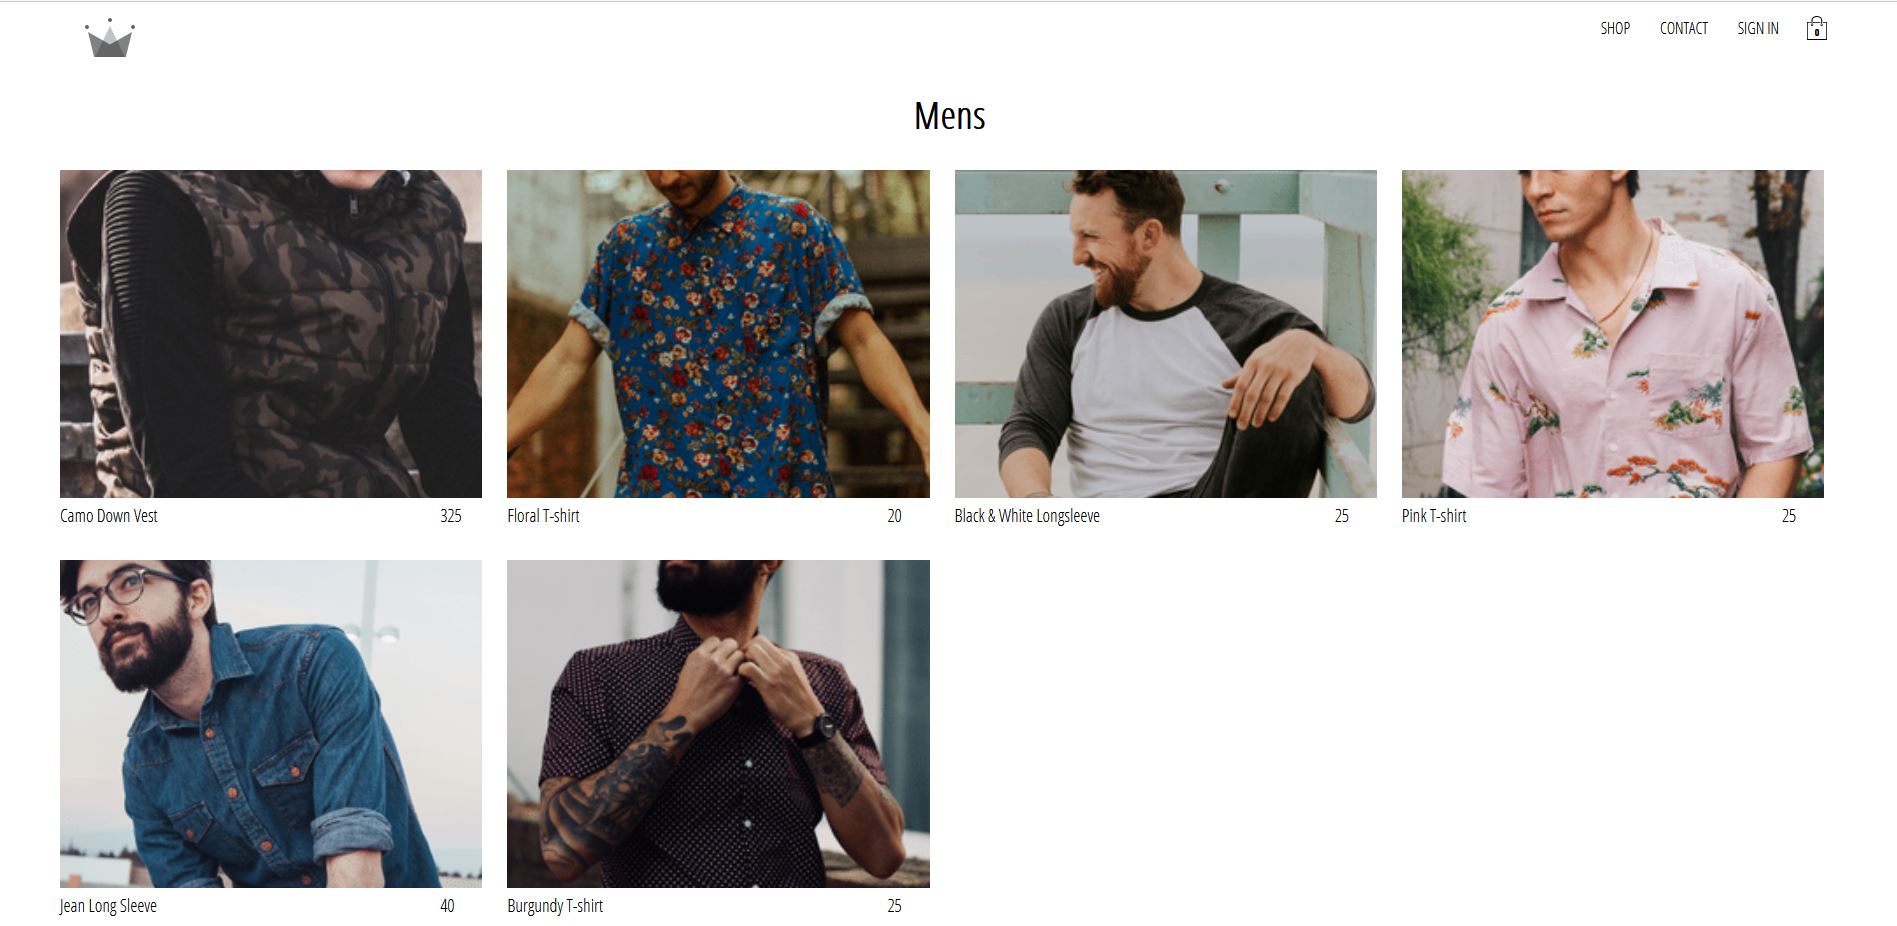 SHOP CONTACT SIGN IN 0
Mens
Camo Down Vest 325
Floral T-shirt 20
Black & White Longsleeve 25
Pink T-shirt 25
Jean Long Sleeve 40
Burgundy T-shirt 25